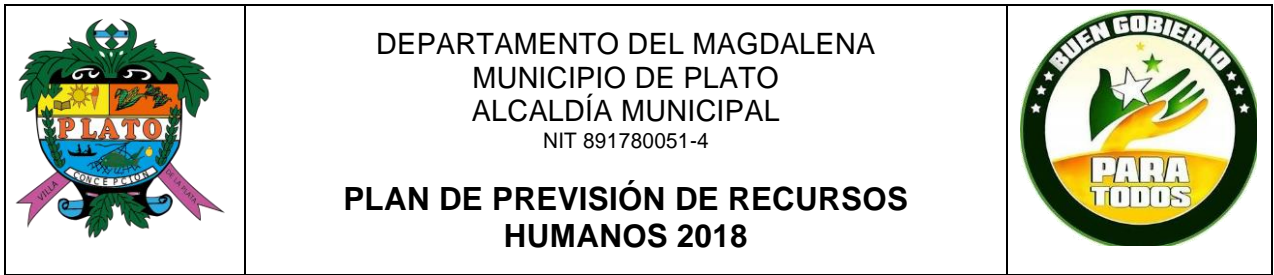 PLATO
VILLA CONCEPCION DE LA PLATA
DEPARTAMENTO DEL MAGDALENA
MUNICIPIO DE PLATO
ALCALDÍA MUNICIPAL
NIT 891780051-4
PLAN DE PREVISIÓN DE RECURSOS
HUMANOS 2018
BUEN GOBIERNO
PARA
TODOS